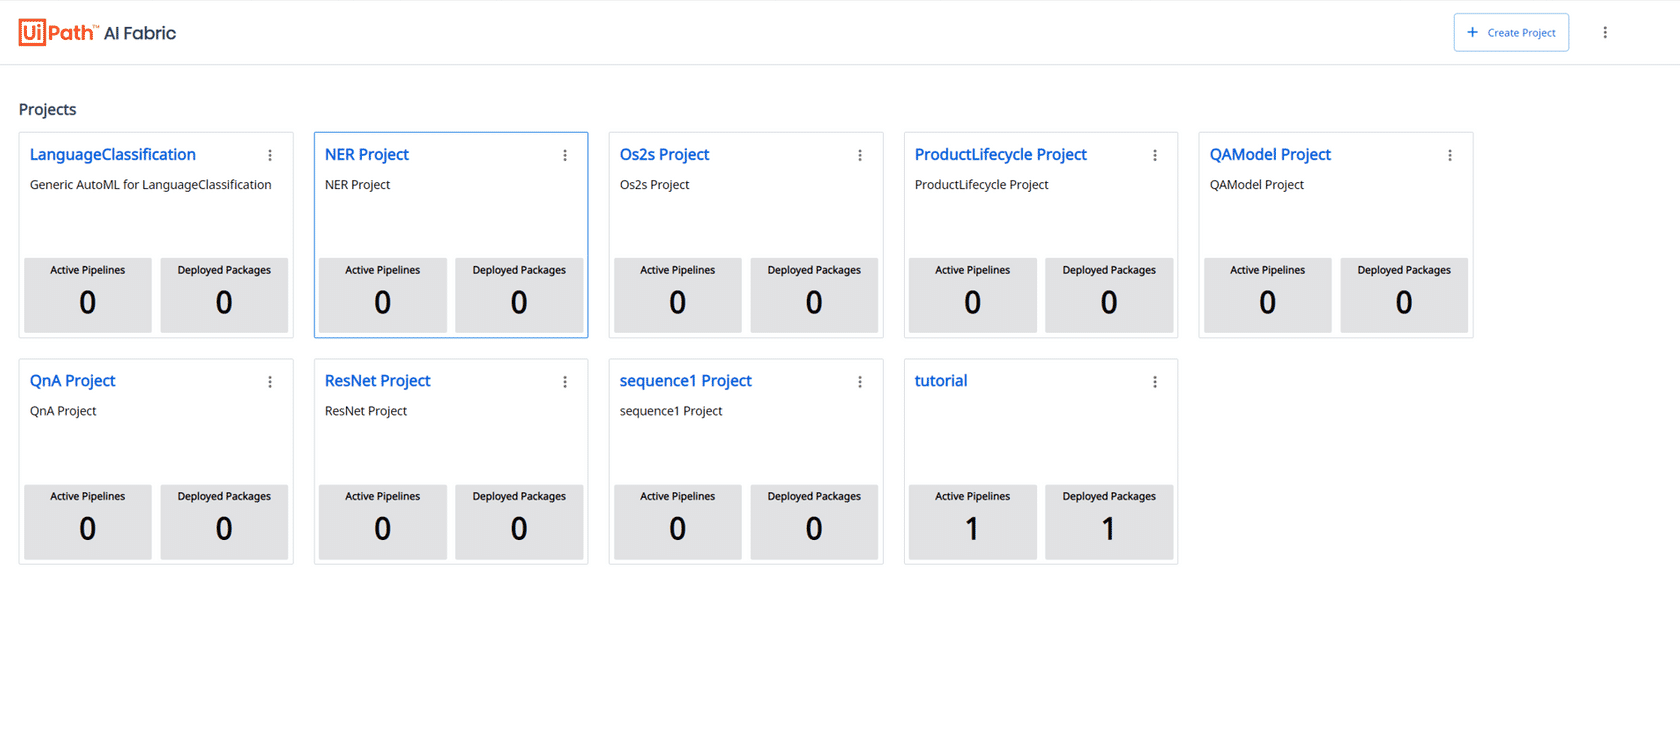 UiPath™ AI Fabric
+ Create Project
Projects
LanguageClassification
Generic AutoML for LanguageClassification
Active Pipelines
0
Deployed Packages
0
NER Project
NER Project
Active Pipelines
0
Deployed Packages
0
Os2s Project
Os2s Project
Active Pipelines
0
Deployed Packages
0
ProductLifecycle Project
ProductLifecycle Project
Active Pipelines
0
Deployed Packages
0
QAModel Project
QAModel Project
Active Pipelines
0
Deployed Packages
0
QnA Project
QnA Project
Active Pipelines
0
Deployed Packages
0
ResNet Project
ResNet Project
Active Pipelines
0
Deployed Packages
0
sequence1 Project
sequence1 Project
Active Pipelines
0
Deployed Packages
0
tutorial
Active Pipelines
1
Deployed Packages
1